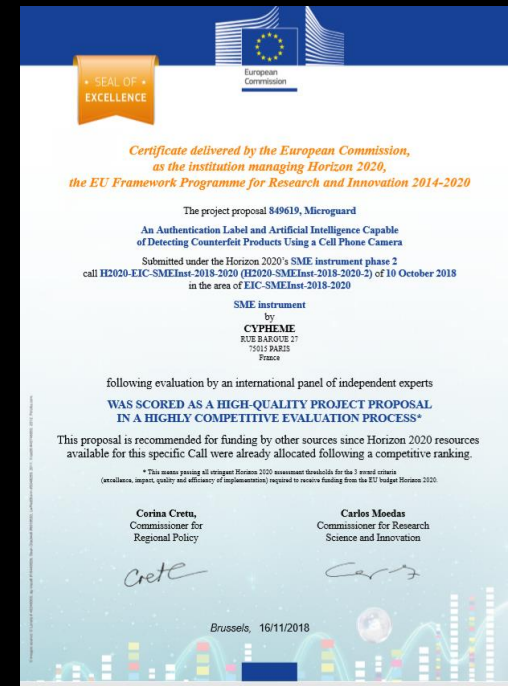 European
Commission
• SEAL OF •
EXCELLENCE
Certificate delivered by the European Commission,
as the institution managing Horizon 2020,
the EU Framework Programme for Research and Innovation 2014-2020
The project proposal 849619, Microguard
An Authentication Label and Artificial Intelligence Capable
of Detecting Counterfeit Products Using a Cell Phone Camera
Submitted under the Horizon 2020's SME instrument phase 2
call H2020-EIC-SMEInst-2018-2020 (H2020-SMEInst-2018-2020-2) of 10 October 2018
in the area of EIC-SMEInst-2018-2020
SME instrument
by
CYPHEME
RUE BARGUE 27
75015 PARIS
France
following evaluation by an international panel of independent experts
WAS SCORED AS A HIGH-QUALITY PROJECT PROPOSAL
IN A HIGHLY COMPETITIVE EVALUATION PROCESS*
This proposal is recommended for funding by other sources since Horizon 2020 resources
available for this specific Call were already allocated following a competitive ranking.
* This means passing all stringent Horizon 2020 assessment thresholds for the 3 award criteria
(excellence, impact, quality and efficiency of implementation) required to receive funding from the EU budget Horizon 2020.
Corina Cretu,
Commissioner for
Regional Policy
Carlos Moedas
Commissioner for Research
Science and Innovation
Brussels, 16/11/2018